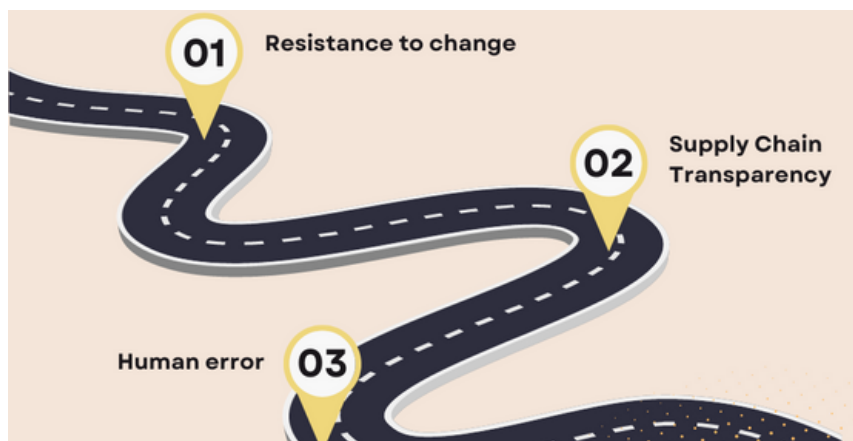 01
Resistance to change
02
Supply Chain
Transparency
Human error
03